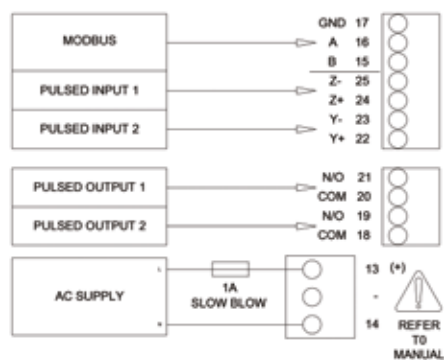 MODBUS
GND 17
A 16
B 15
PULSED INPUT 1
Z- 25
Z+ 24
PULSED INPUT 2
Y- 23
Y+ 22
PULSED OUTPUT 1
N/O 21
COM 20
PULSED OUTPUT 2
N/O 19
COM 18
AC SUPPLY
L
N
1A
SLOW BLOW
13 (+)
-
14
REFER
TO
MANUAL